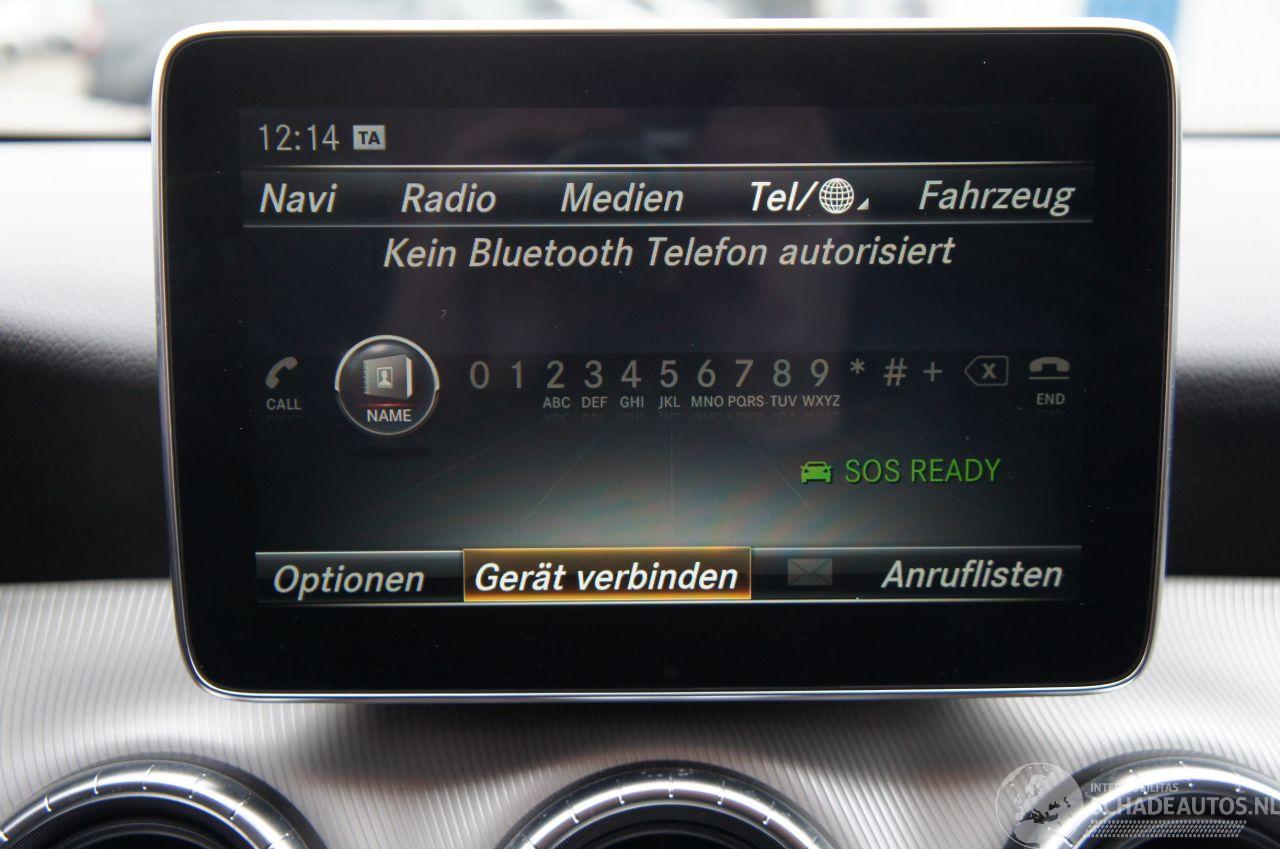 12:14 TA
Navi Radio Medien Tel/ Fahrzeug
Kein Bluetooth Telefon autorisiert
0 1 2 3 4 5 6 7 8 9 * # + X
CALL NAME ABC DEF GHI JKL MNO PQRS TUV WXYZ END
SOS READY
Optionen Gerät verbinden Anruflisten
SCHADEAUTOS.NL